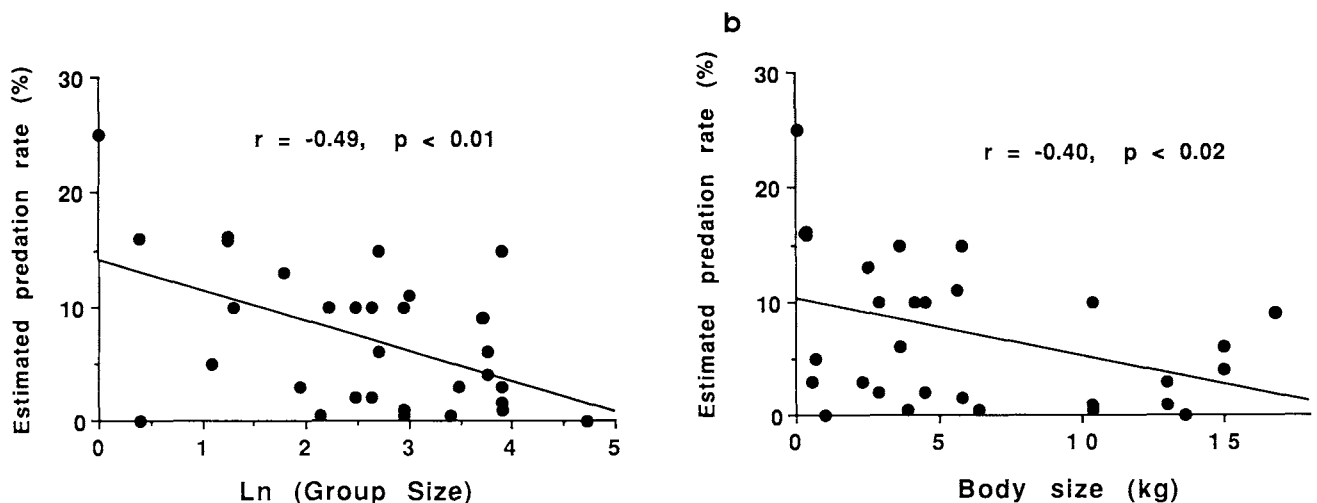 b
Estimated predation rate (%)
30
20
10
0
r = -0.49, p < 0.01
0 1 2 3 4 5
Ln (Group Size)
Estimated predation rate (%)
30
20
10
0
r = -0.40, p < 0.02
0 5 10 15
Body size (kg)